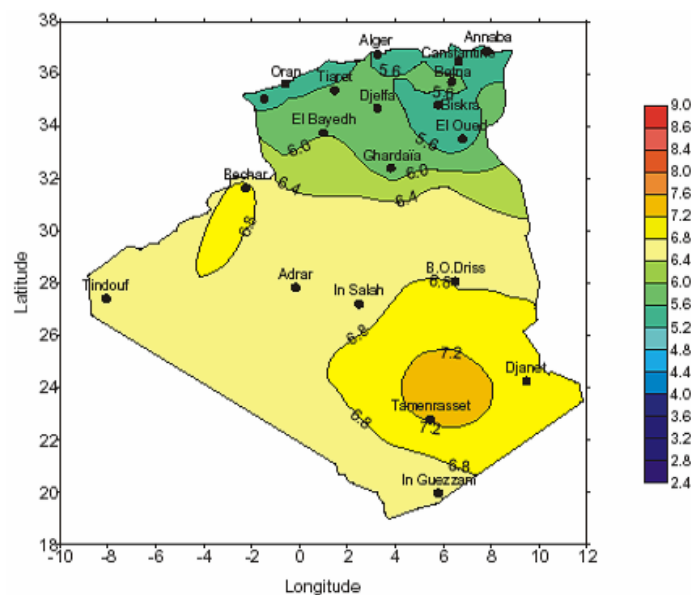 38
36
34
32
30
28
26
24
22
20
18
Latitude
-10 -8 -6 -4 -2 0 2 4 6 8 10 12
Longitude
Alger
Annaba
Canstantine
Oran
Tiaret
5.6
Batna
5.6
Djelfa
Biskra
El Bayedh
El Oued
5.6
6.0
Ghardaïa
6.0
Bechar
6.4
6.4
6.8
Tindouf
Adrar
In Salah
B.O.Driss
6.8
6.8
7.2
Djanet
Tamenrasset
7.2
6.8
6.8
In Guezzam
9.0
8.6
8.4
8.0
7.6
7.2
6.8
6.4
6.0
5.6
5.2
4.8
4.4
4.0
3.6
3.2
2.8
2.4